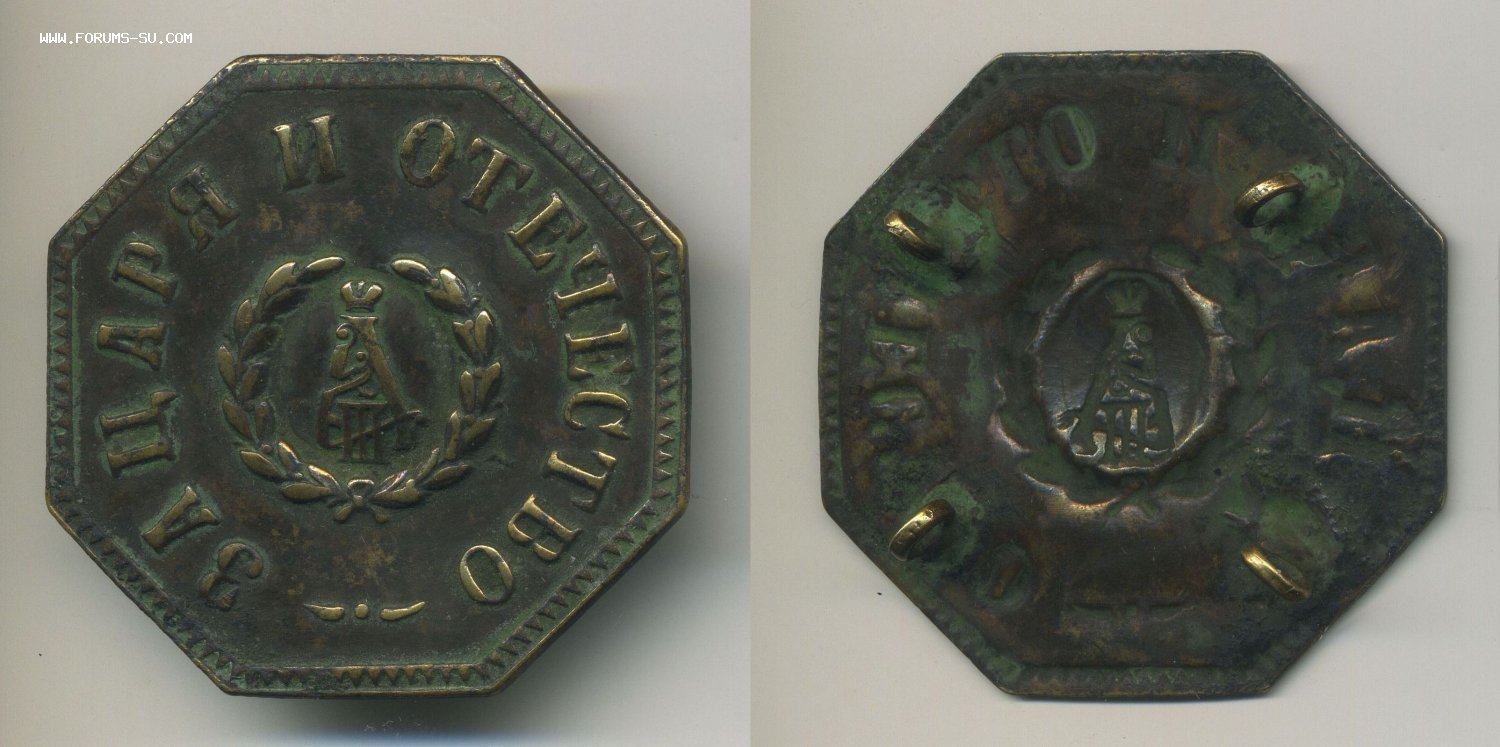 WWW.FORUMS-SU.COM
ЗА ЦАРЯ И ОТЕЧЕСТВО
А III